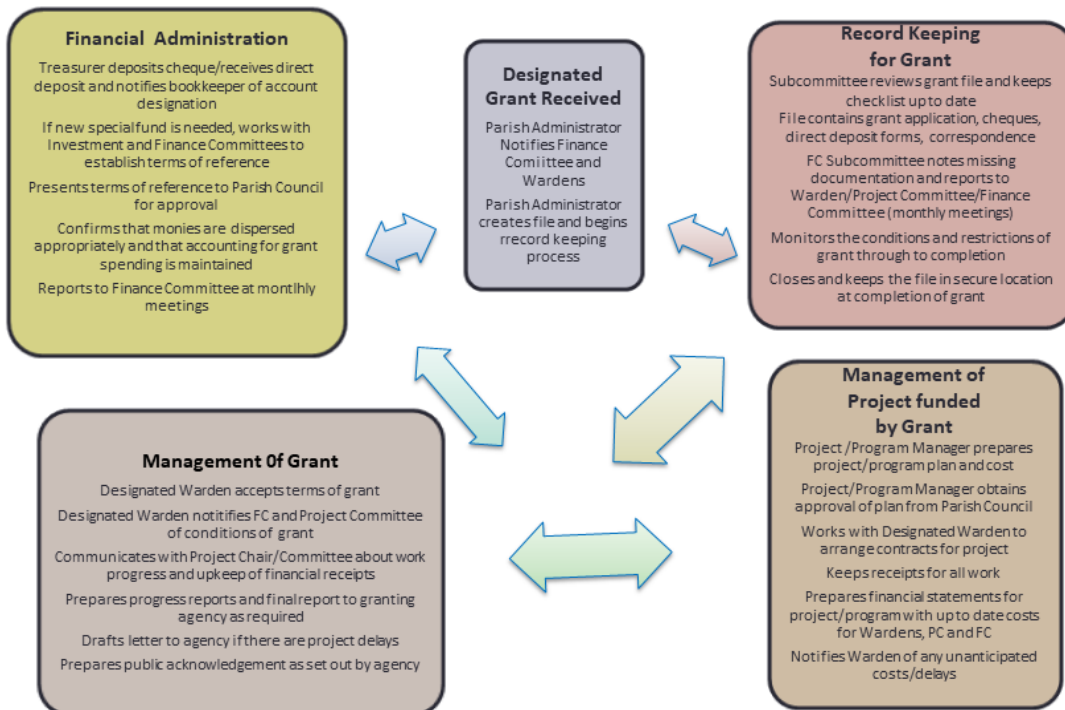 Financial Administration
Treasurer deposits cheque/receives direct
deposit and notifies bookkeeper of account
designation
If new special fund is needed, works with
Investment and Finance Committees to
establish terms of reference
Presents terms of reference to Parish Council
for approval
Confirms that monies are dispersed
appropriately and that accounting for grant
spending is maintained
Reports to Finance Committee at montlhly
meetings
Designated
Grant Received
Parish Administrator
Notifies Finance
Comiittee and
Wardens
Parish Administrator
creates file and begins
rrecord keeping
process
Record Keeping
for Grant
Subcommittee reviews grant file and keeps
checklist up to date
File contains grant application, cheques,
direct deposit forms, correspondence
FC Subcommittee notes missing
documentation and reports to
Warden/Project Committee/Finance
Committee (monthly meetings)
Monitors the conditions and restrictions of
grant through to completion
Closes and keeps the file in secure location
at completion of grant
Management 0f Grant
Designated Warden accepts terms of grant
Designated Warden notitifies FC and Project Committee
of conditions of grant
Communicates with Project Chair/Committee about work
progress and upkeep of financial receipts
Prepares progress reports and final report to granting
agency as required
Drafts letter to agency if there are project delays
Prepares public acknowledgement as set out by agency
Management of
Project funded
by Grant
Project /Program Manager prepares
project/program plan and cost
Project/Program Manager obtains
approval of plan from Parish Council
Works with Designated Warden to
arrange contracts for project
Keeps receipts for all work
Prepares financial statements for
project/program with up to date costs
for Wardens, PC and FC
Notifies Warden of any unanticipated
costs/delays